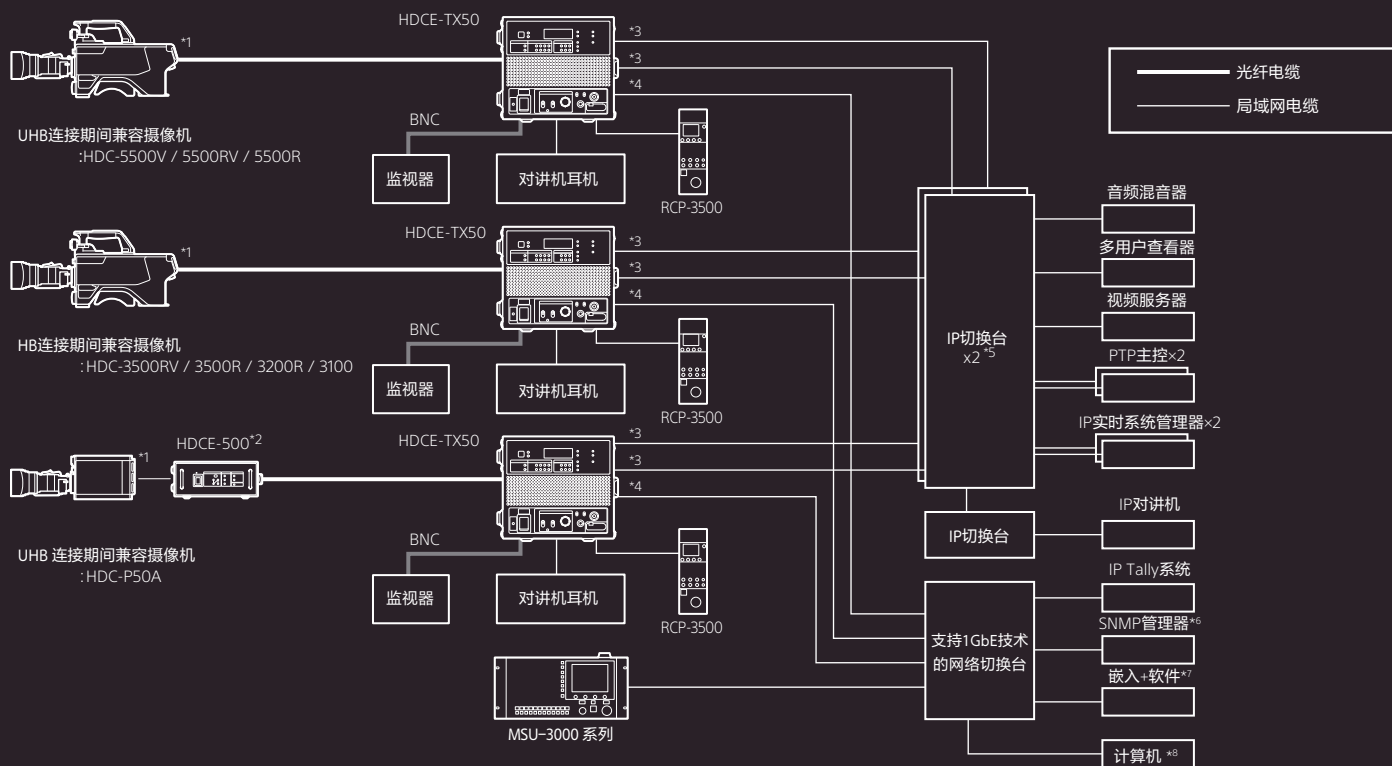 HDCE-TX50
*1
*3
*3
*4
光纤电缆
局域网电缆
BNC
UHB连接期间兼容摄像机
:HDC-5500V / 5500RV / 5500R
监视器
对讲机耳机
RCP-3500
HDCE-TX50
*1
*3
*3
*4
BNC
HB连接期间兼容摄像机
:HDC-3500RV / 3500R / 3200R / 3100
监视器
对讲机耳机
RCP-3500
HDCE-500*2
HDCE-TX50
*1
*3
*3
*4
BNC
UHB 连接期间兼容摄像机
:HDC-P50A
监视器
对讲机耳机
RCP-3500
MSU-3000 系列
IP切换台
x2 *5
音频混音器
多用户查看器
视频服务器
PTP主控×2
IP实时系统管理器×2
IP切换台
IP对讲机
支持1GbE技术
的网络切换台
IP Tally系统
SNMP管理器*6
嵌入+软件*7
计算机 *8